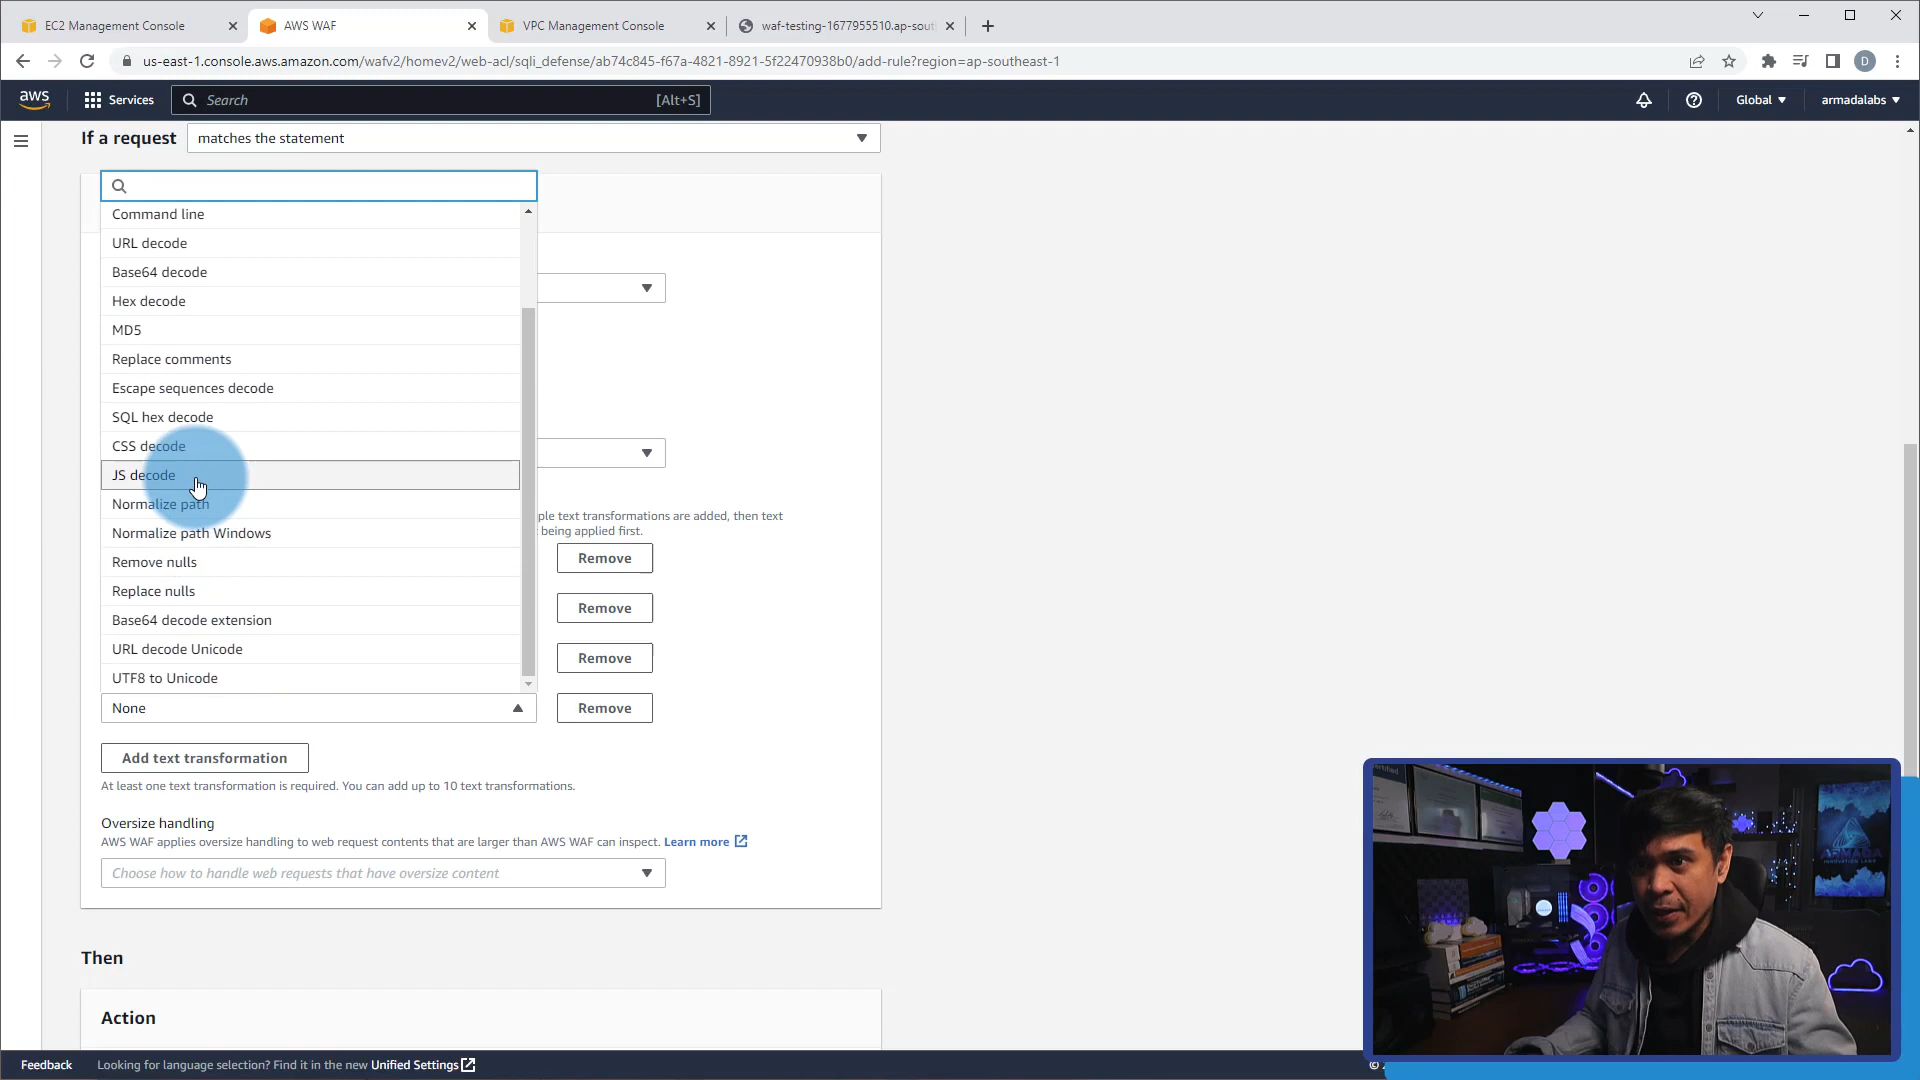 EC2 Management Console
AWS WAF
VPC Management Console
waf-testing-1677955510.ap-sout
us-east-1.console.aws.amazon.com/wafv2/homev2/web-acl/sqli_defense/ab74c845-f67a-4821-8921-5f22470938b0/add-rule?region=ap-southeast-1
D
aws
Services
Search
[Alt+S]
Global
armadalabs
If a request
matches the statement
Command line
URL decode
Base64 decode
Hex decode
MD5
Replace comments
Escape sequences decode
SQL hex decode
CSS decode
JS decode
Normalize path
ple text transformations are added, then text
being applied first.
Normalize path Windows
Remove nulls
Remove
Replace nulls
Remove
Base64 decode extension
URL decode Unicode
Remove
UTF8 to Unicode
None
Remove
Add text transformation
At least one text transformation is required. You can add up to 10 text transformations.
Oversize handling
AWS WAF applies oversize handling to web request contents that are larger than AWS WAF can inspect. Learn more
Choose how to handle web requests that have oversize content
Then
Action
ARMADA
INNOVATION LABS
Feedback
Looking for language selection? Find it in the new Unified Settings
©